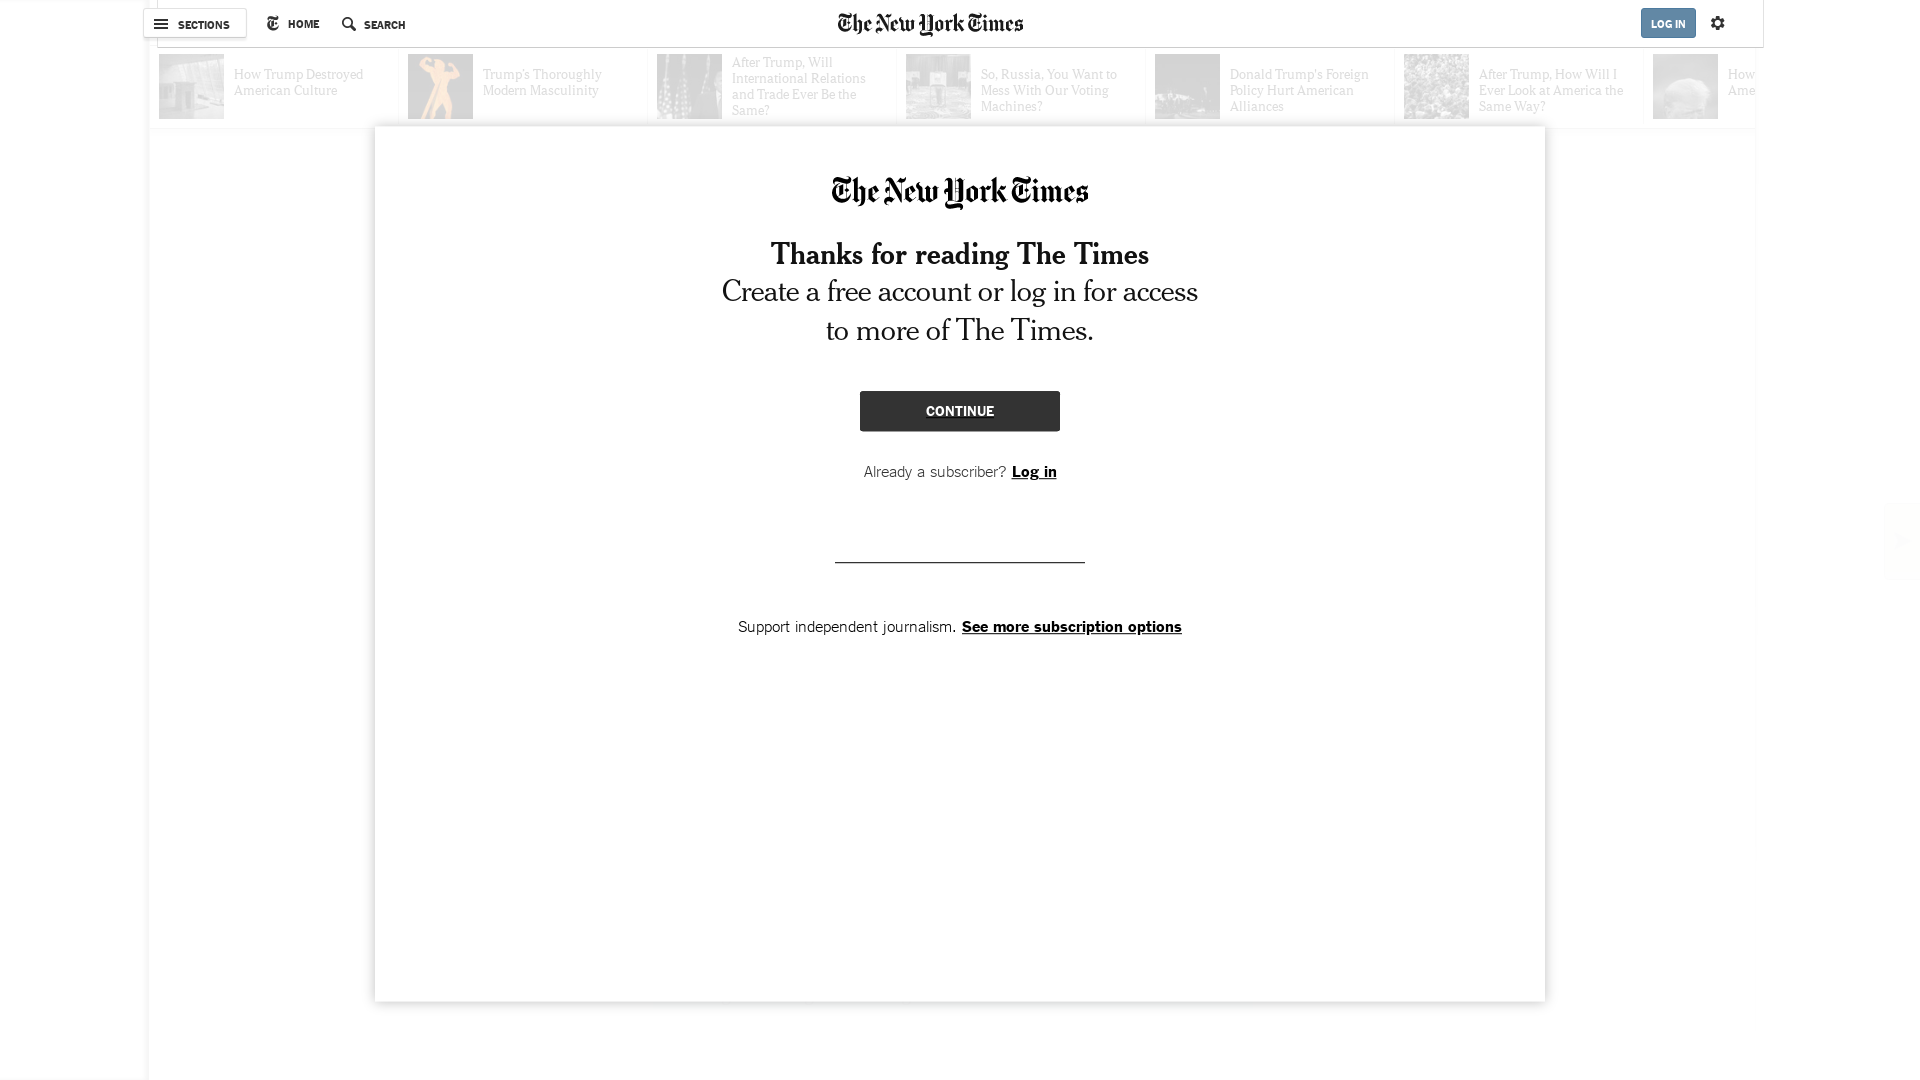 SECTIONS
HOME
SEARCH
The New York Times
LOG IN
How Trump Destroyed
American Culture
Trump's Thoroughly
Modern Masculinity
After Trump, Will
International Relations
and Trade Ever Be the
Same?
So, Russia, You Want to
Mess With Our Voting
Machines?
Donald Trump's Foreign
Policy Hurt American
Alliances
After Trump, How Will I
Ever Look at America the
Same Way?
How
Ame
The New York Times
Thanks for reading The Times
Create a free account or log in for access
to more of The Times.
CONTINUE
Already a subscriber? Log in
Support independent journalism. See more subscription options